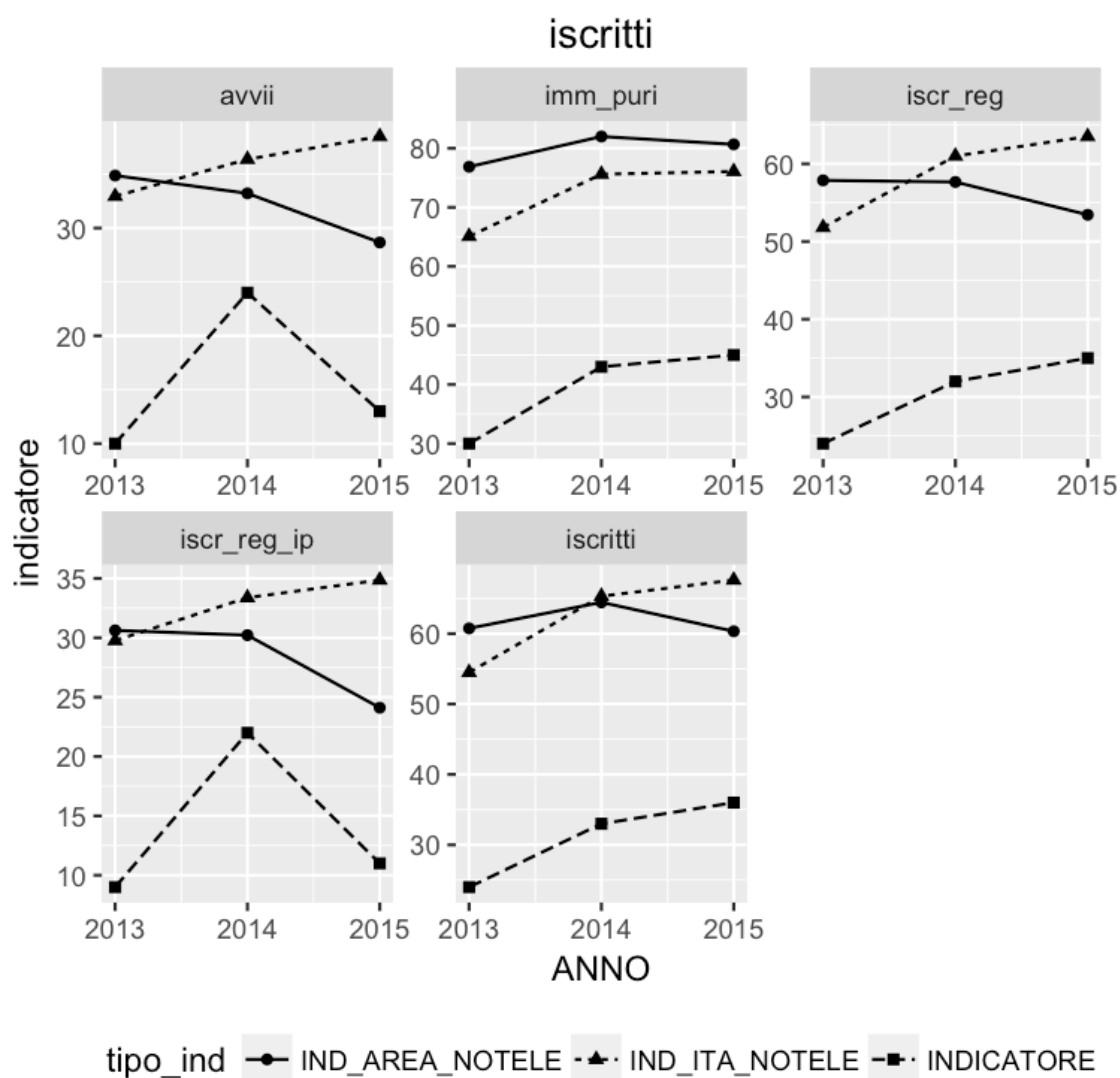 iscritti
avvii
imm_puri
iscr_reg
30
20
10
80
70
60
50
40
30
60
50
40
30
2013 2014 2015
2013 2014 2015
2013 2014 2015
indicatore
iscr_reg_ip
iscritti
35
30
25
20
15
10
60
50
40
30
2013 2014 2015
2013 2014 2015
ANNO
tipo_ind IND_AREA_NOTELE IND_ITA_NOTELE INDICATORE